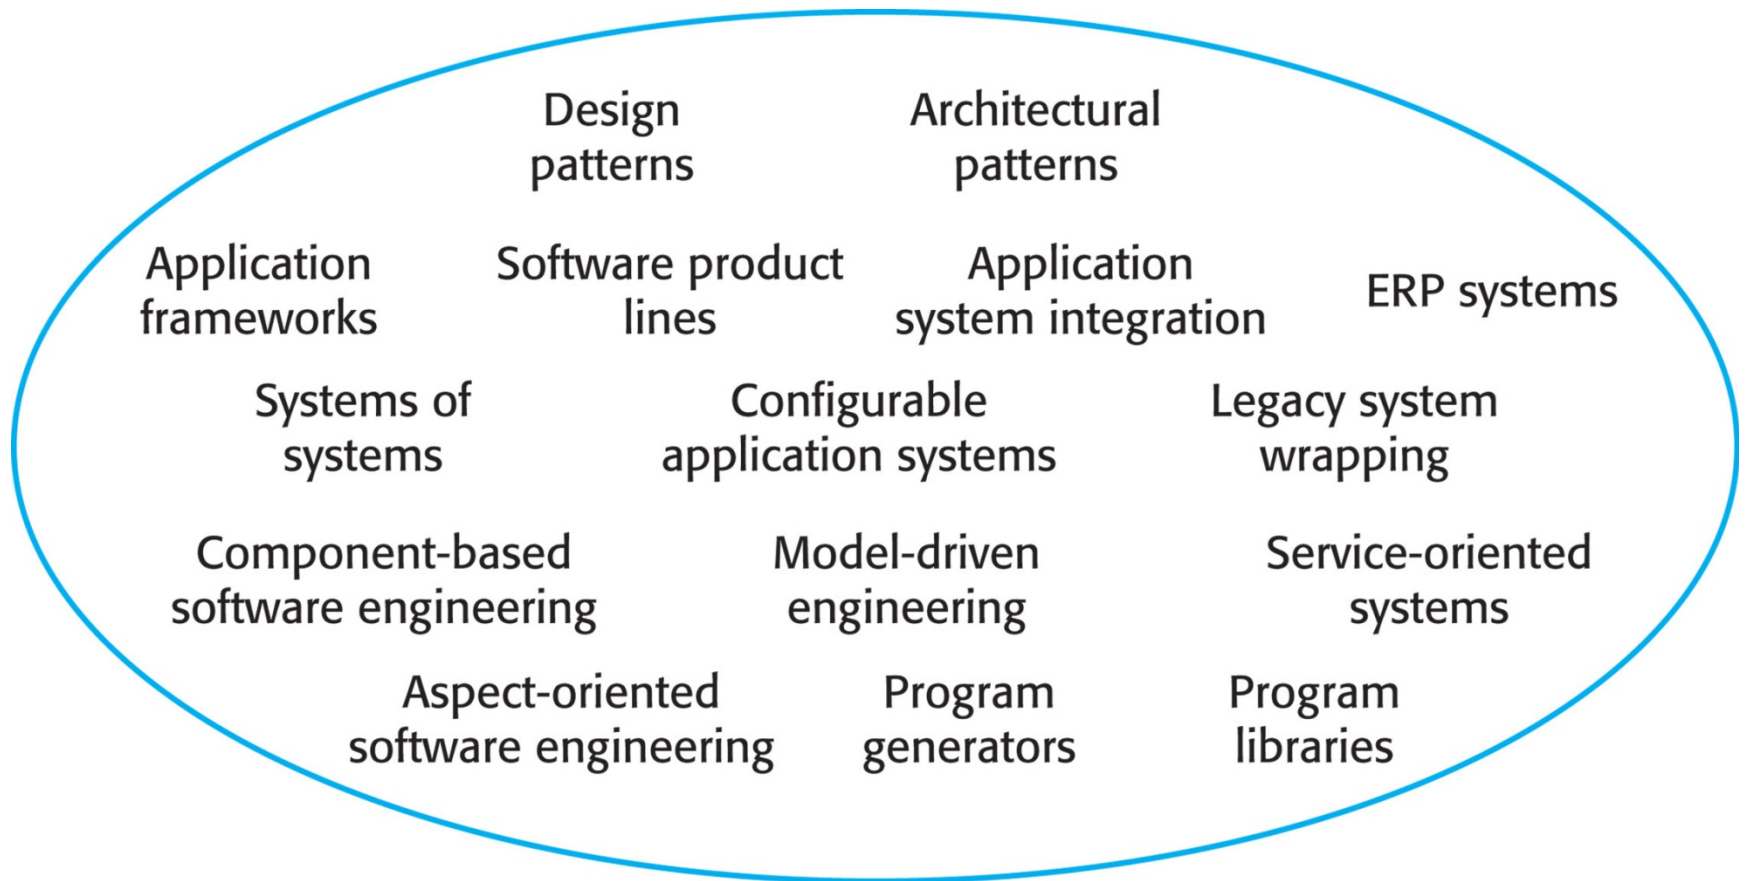 Design
patterns
Architectural
patterns
Application
frameworks
Software product
lines
Application
system integration
ERP systems
Systems of
systems
Configurable
application systems
Legacy system
wrapping
Component-based
software engineering
Model-driven
engineering
Service-oriented
systems
Aspect-oriented
software engineering
Program
generators
Program
libraries